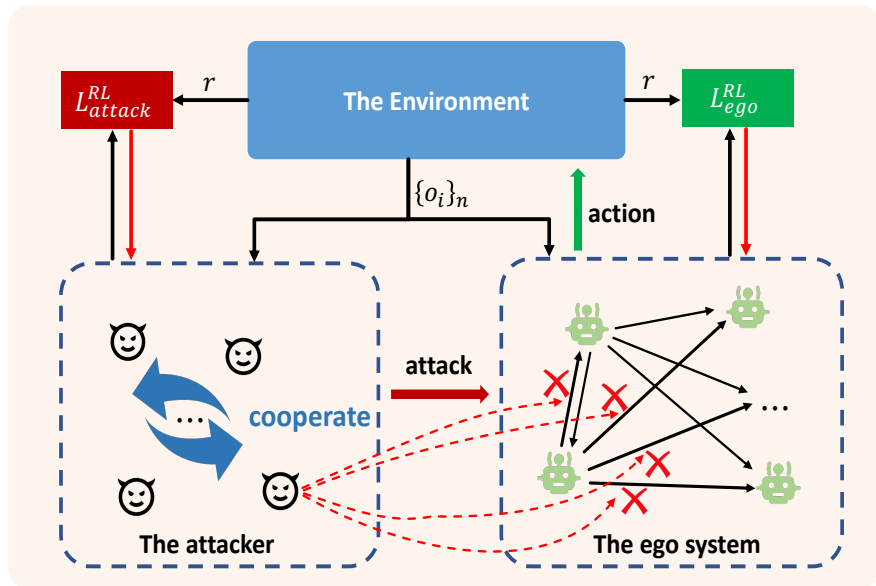 L^{RL}_{attack}
r
The Environment
r
L^{RL}_{ego}
{o_i}_n
action
attack
cooperate
...
...
The attacker
The ego system